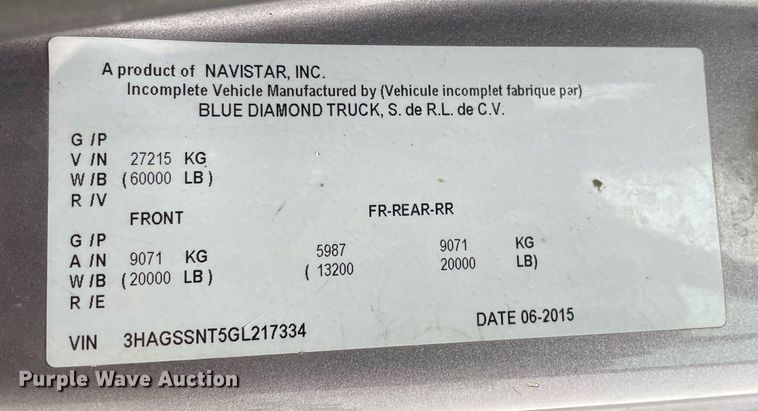 A product of NAVISTAR, INC.
Incomplete Vehicle Manufactured by (Vehicule incomplet fabrique par)
BLUE DIAMOND TRUCK, S. de R.L. de C.V.
G /P
V /N 27215 KG
W/B (60000 LB)
R /V
FRONT FR-REAR-RR
G /P
A /N 9071 KG 5987 9071 KG
W/B (20000 LB) ( 13200 20000 LB)
R /E
VIN 3HAGSSNT5GL217334 DATE 06-2015
Purple Wave Auction